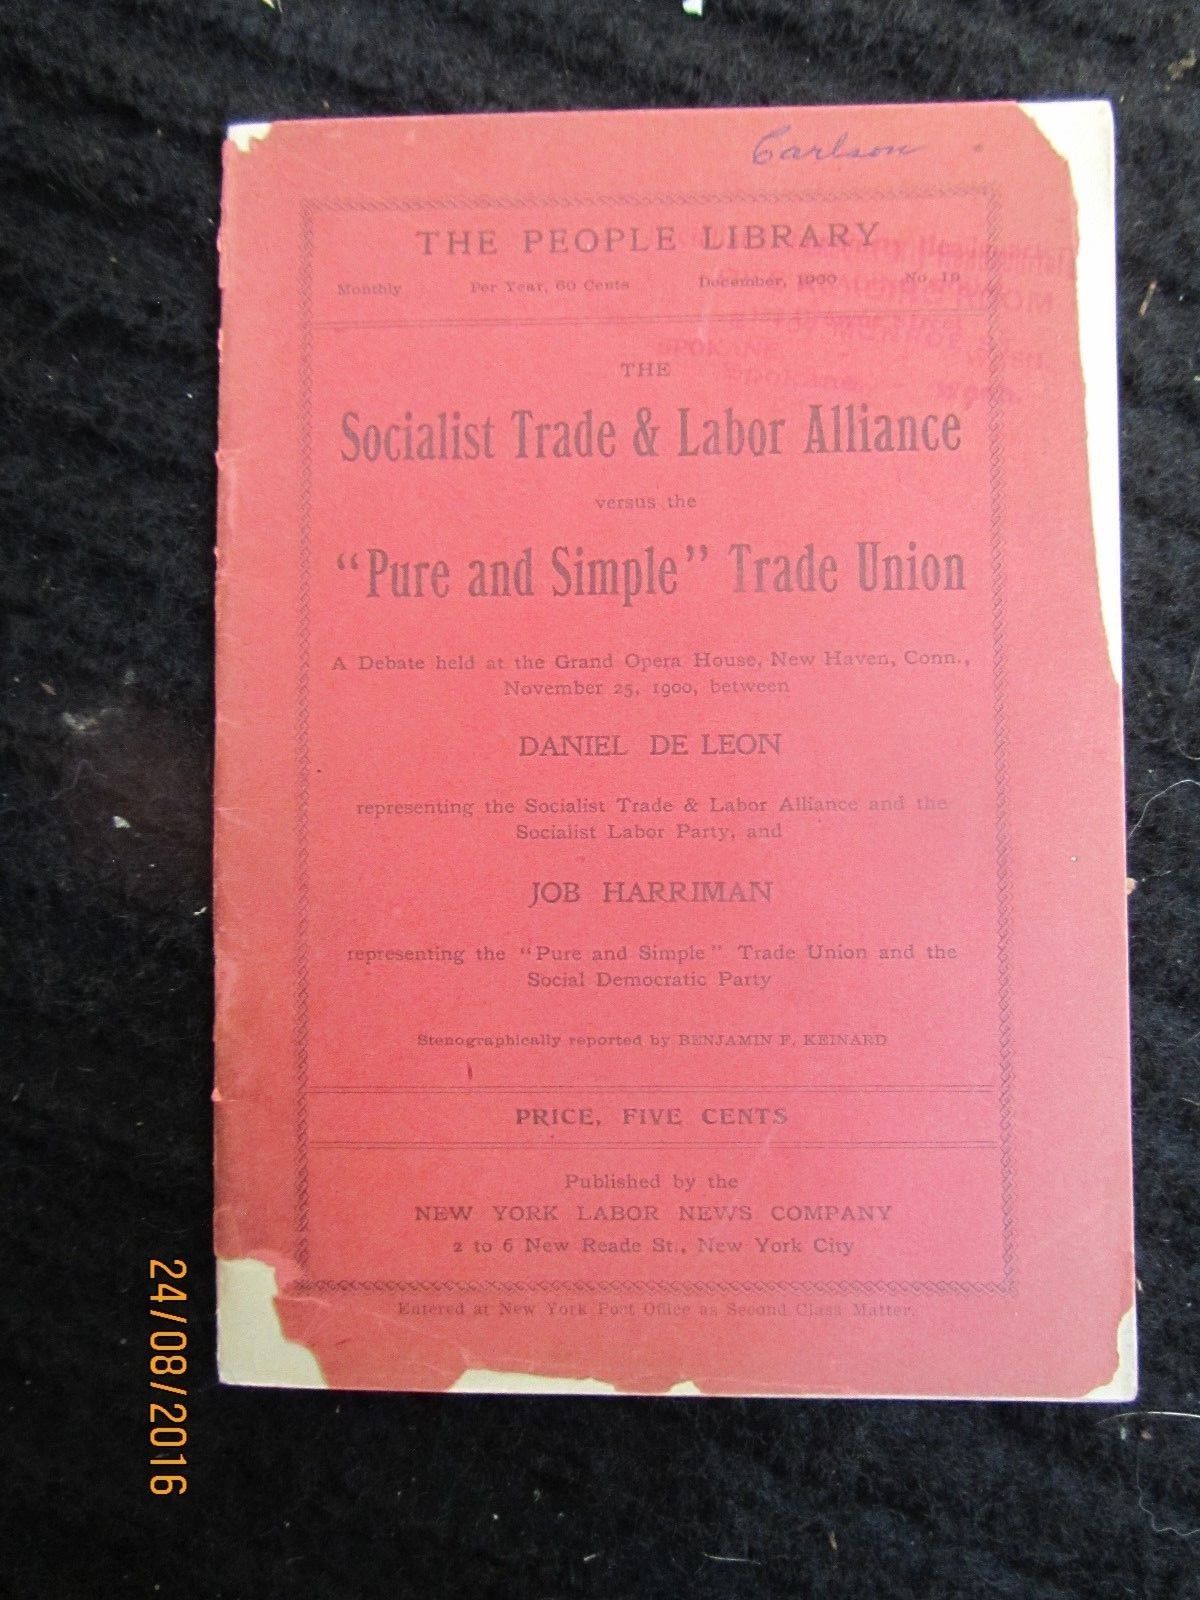 Carlson
THE PEOPLE LIBRARY
Monthly Per Year, 60 Cents December, 1900 No. 19
SPOKANE
Spokane, Wash.
THE
Socialist Trade & Labor Alliance
versus the
"Pure and Simple" Trade Union
A Debate held at the Grand Opera House, New Haven, Conn.,
November 25, 1900, between
DANIEL DE LEON
representing the Socialist Trade & Labor Alliance and the
Socialist Labor Party, and
JOB HARRIMAN
representing the "Pure and Simple" Trade Union and the
Social Democratic Party
Stenographically reported by BENJAMIN F. KEINARD
PRICE, FIVE CENTS
Published by the
NEW YORK LABOR NEWS COMPANY
2 to 6 New Reade St., New York City
Entered at New York Post Office as Second Class Matter.
24/08/2016